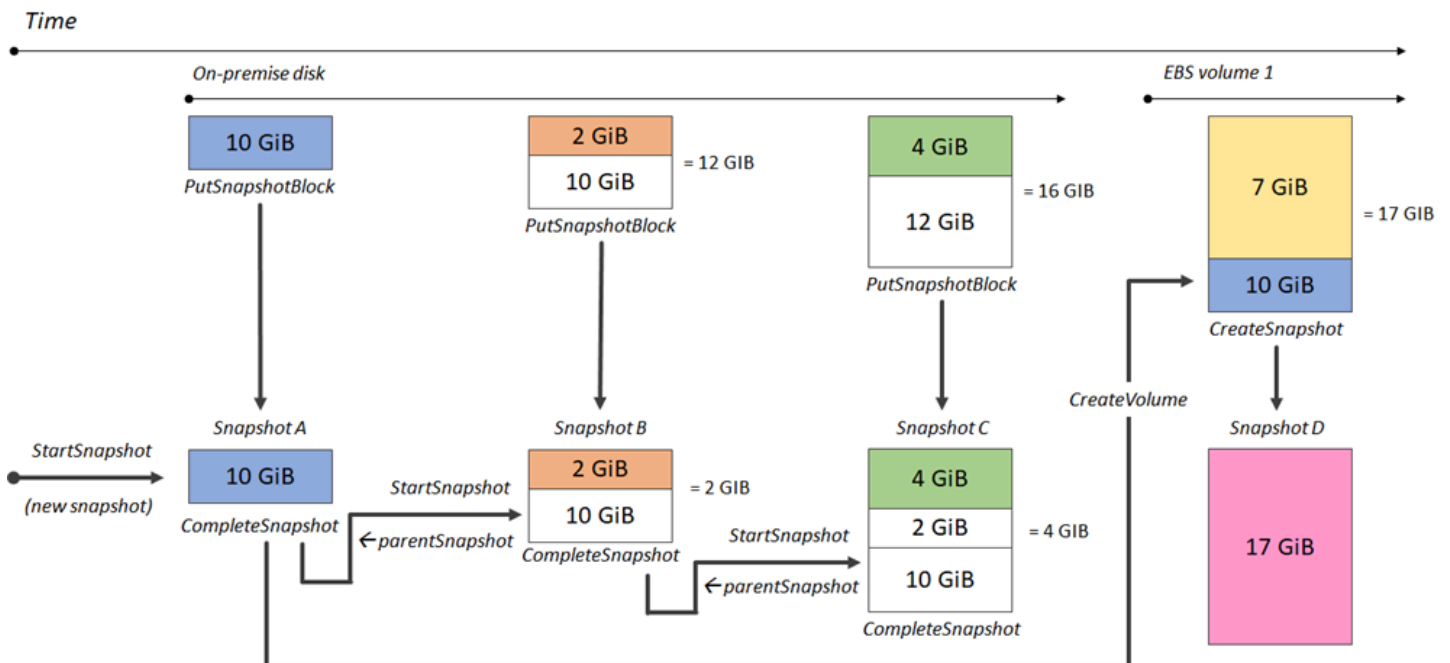 Time
On-premise disk
EBS volume 1
10 GiB
PutSnapshotBlock
2 GiB
10 GiB
= 12 GIB
PutSnapshotBlock
4 GiB
12 GiB
= 16 GIB
PutSnapshotBlock
7 GiB
10 GiB
= 17 GIB
CreateSnapshot
CreateVolume
StartSnapshot
(new snapshot)
Snapshot A
10 GiB
CompleteSnapshot
StartSnapshot
←parentSnapshot
Snapshot B
2 GiB
10 GiB
= 2 GIB
CompleteSnapshot
StartSnapshot
←parentSnapshot
Snapshot C
4 GiB
2 GiB
10 GiB
= 4 GIB
CompleteSnapshot
Snapshot D
17 GiB